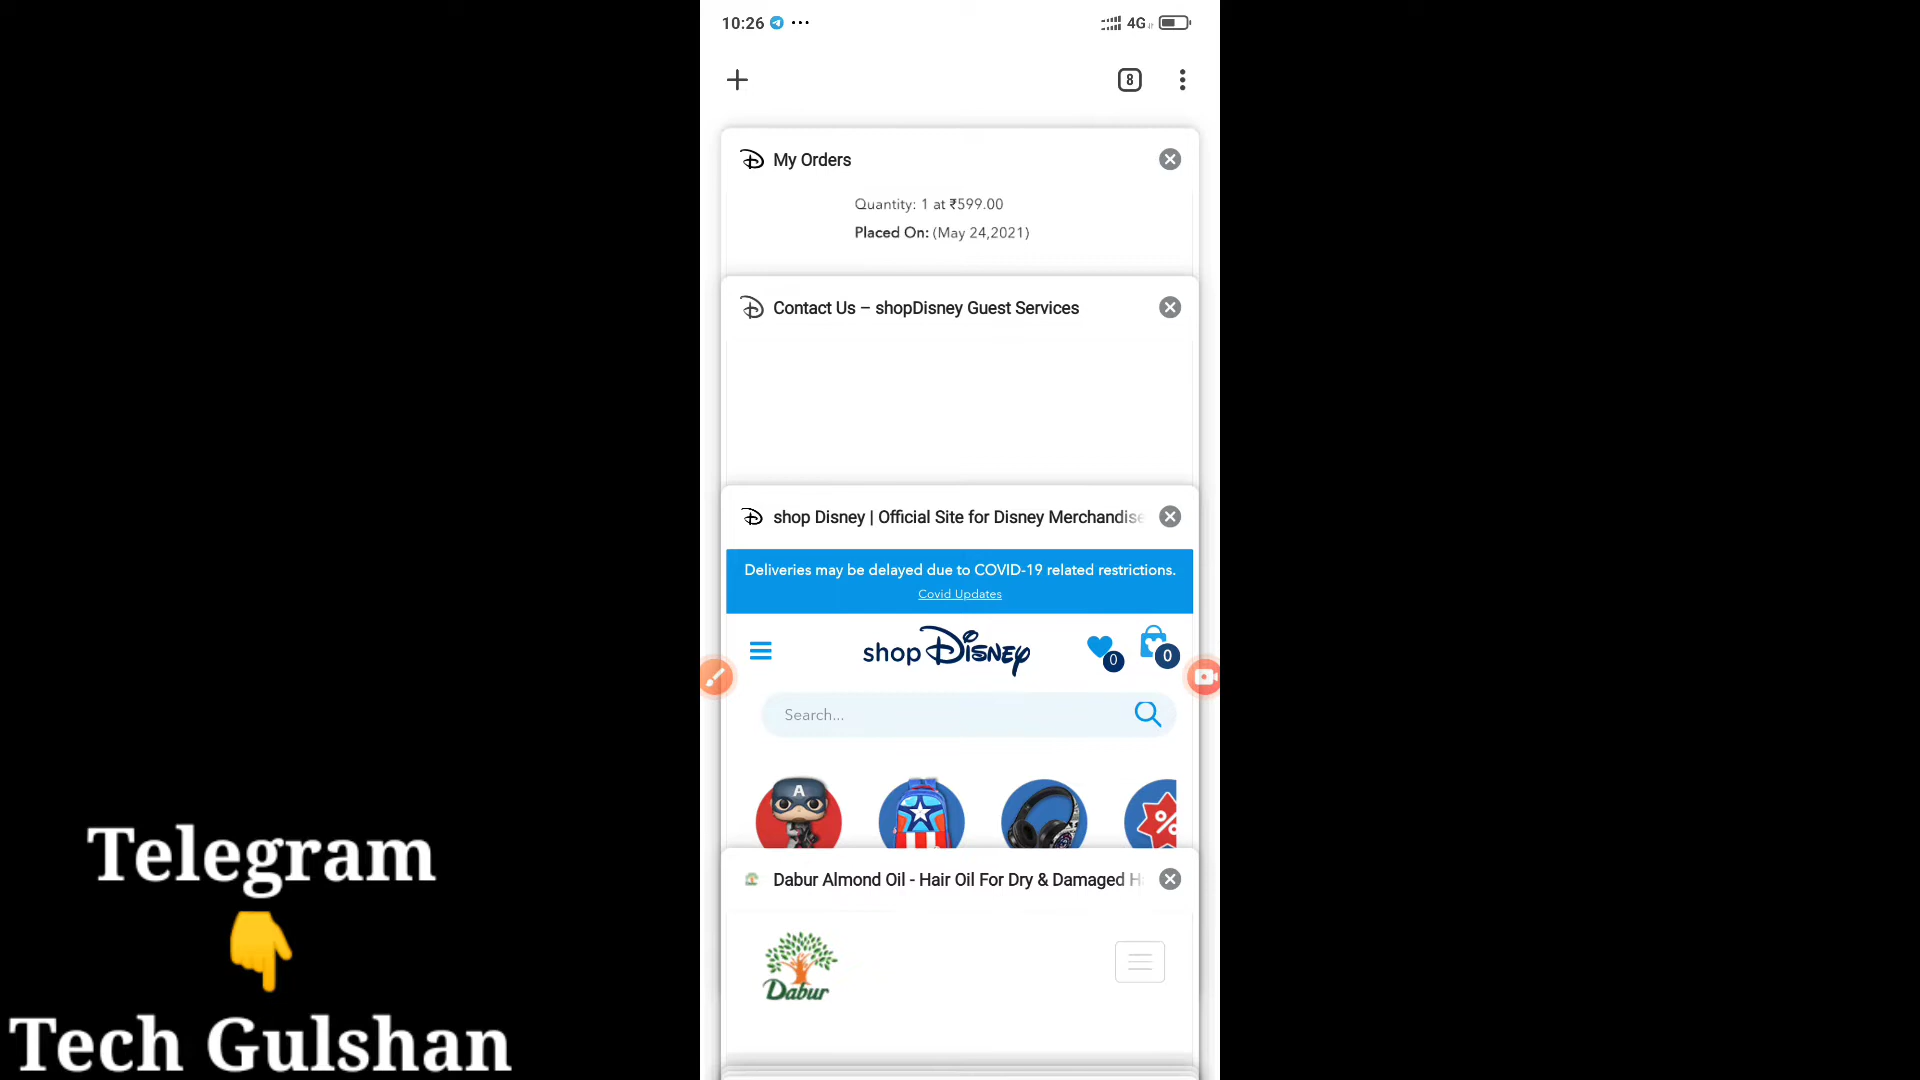 10:26
4G
8
My Orders
Quantity: 1 at ₹599.00
Placed On: (May 24,2021)
Contact Us – shopDisney Guest Services
shop Disney | Official Site for Disney Merchandise
Deliveries may be delayed due to COVID-19 related restrictions.
Covid Updates
shop Disney
0
0
Search...
A
%
Dabur Almond Oil - Hair Oil For Dry & Damaged H
Dabur
Telegram
Tech Gulshan